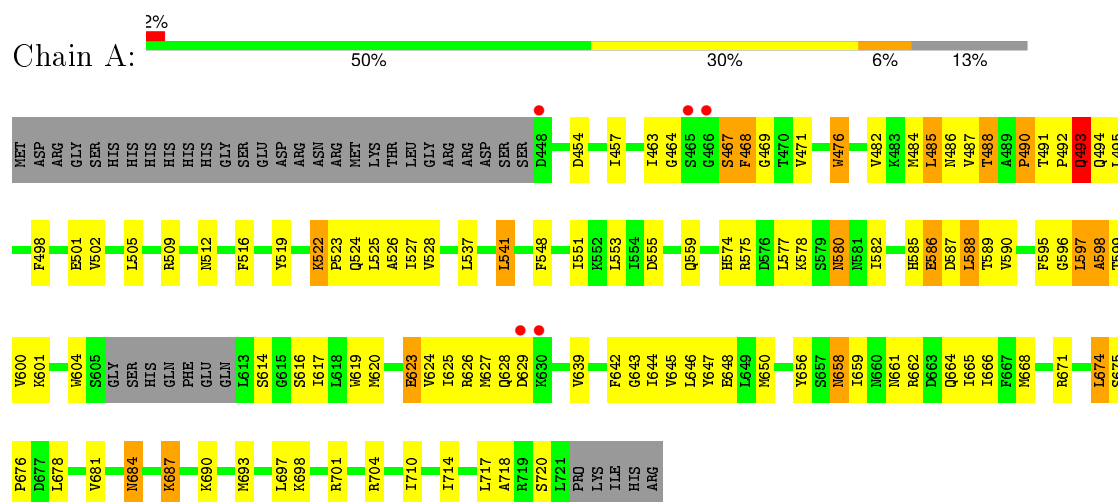 2%
Chain A:
50% 30% 6% 13%
MET ASP ARG GLY SER HIS HIS HIS HIS HIS HIS GLY SER GLU ASP ARG ASN ARG MET LYS THR LEU GLY ARG ARG ASP SER SER D448 D454 I457 I463 G464 S465 G466 S467 F468 G469 T470 V471 W476 V482 K483 M484 L485 N486 V487 T488 A489 P490 T491 P492 Q493 Q494 L495
F498 E501 V502 L505 R509 N512 F516 Y519 K522 P523 Q524 L525 A526 I527 V528 L537 L541 F548 I551 K552 L553 I554 D555 Q559 H574 R575 D576 L577 K578 S579 N580 N581 I582 H585 E586 D587 L588 T589 V590 F595 G596 L597 A598 T599
V600 K601 W604 S605 GLY SER HIS GLN PHE GLU GLN L613 S614 G615 S616 I617 L618 W619 M620 E623 V624 I625 R626 M627 Q628 D629 K630 V639 F642 G643 I644 V645 L646 Y647 E648 L649 M650 Y656 S657 N658 I659 N660 N661 R662 D663 Q664 I665 I666 F667 M668 R671 L674 S675
P676 D677 L678 V681 N684 K687 K690 M693 L697 K698 R701 R704 I710 I714 L717 A718 R719 S720 L721 PRO LYS ILE HIS ARG